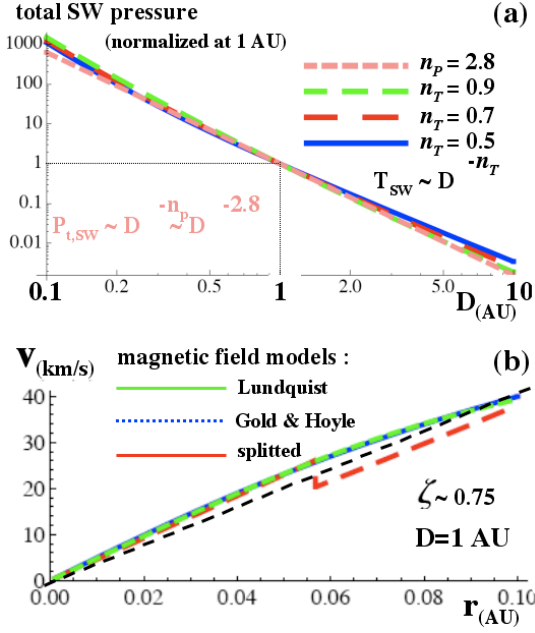 total SW pressure
(normalized at 1 AU)
(a)
1000
100
10
1
0.1
0.01
0.001
n_P = 2.8
n_T = 0.9
n_T = 0.7
n_T = 0.5
T_SW ~ D^-n_T
P_t,SW ~ D^-n_p ~ D^-2.8
0.1
0.2
0.5
1
2.0
5.0
10
D(AU)
v(km/s)
magnetic field models :
(b)
Lundquist
Gold & Hoyle
splitted
40
30
20
10
0
ζ ~ 0.75
D=1 AU
0.00
0.02
0.04
0.06
0.08
0.10
r(AU)